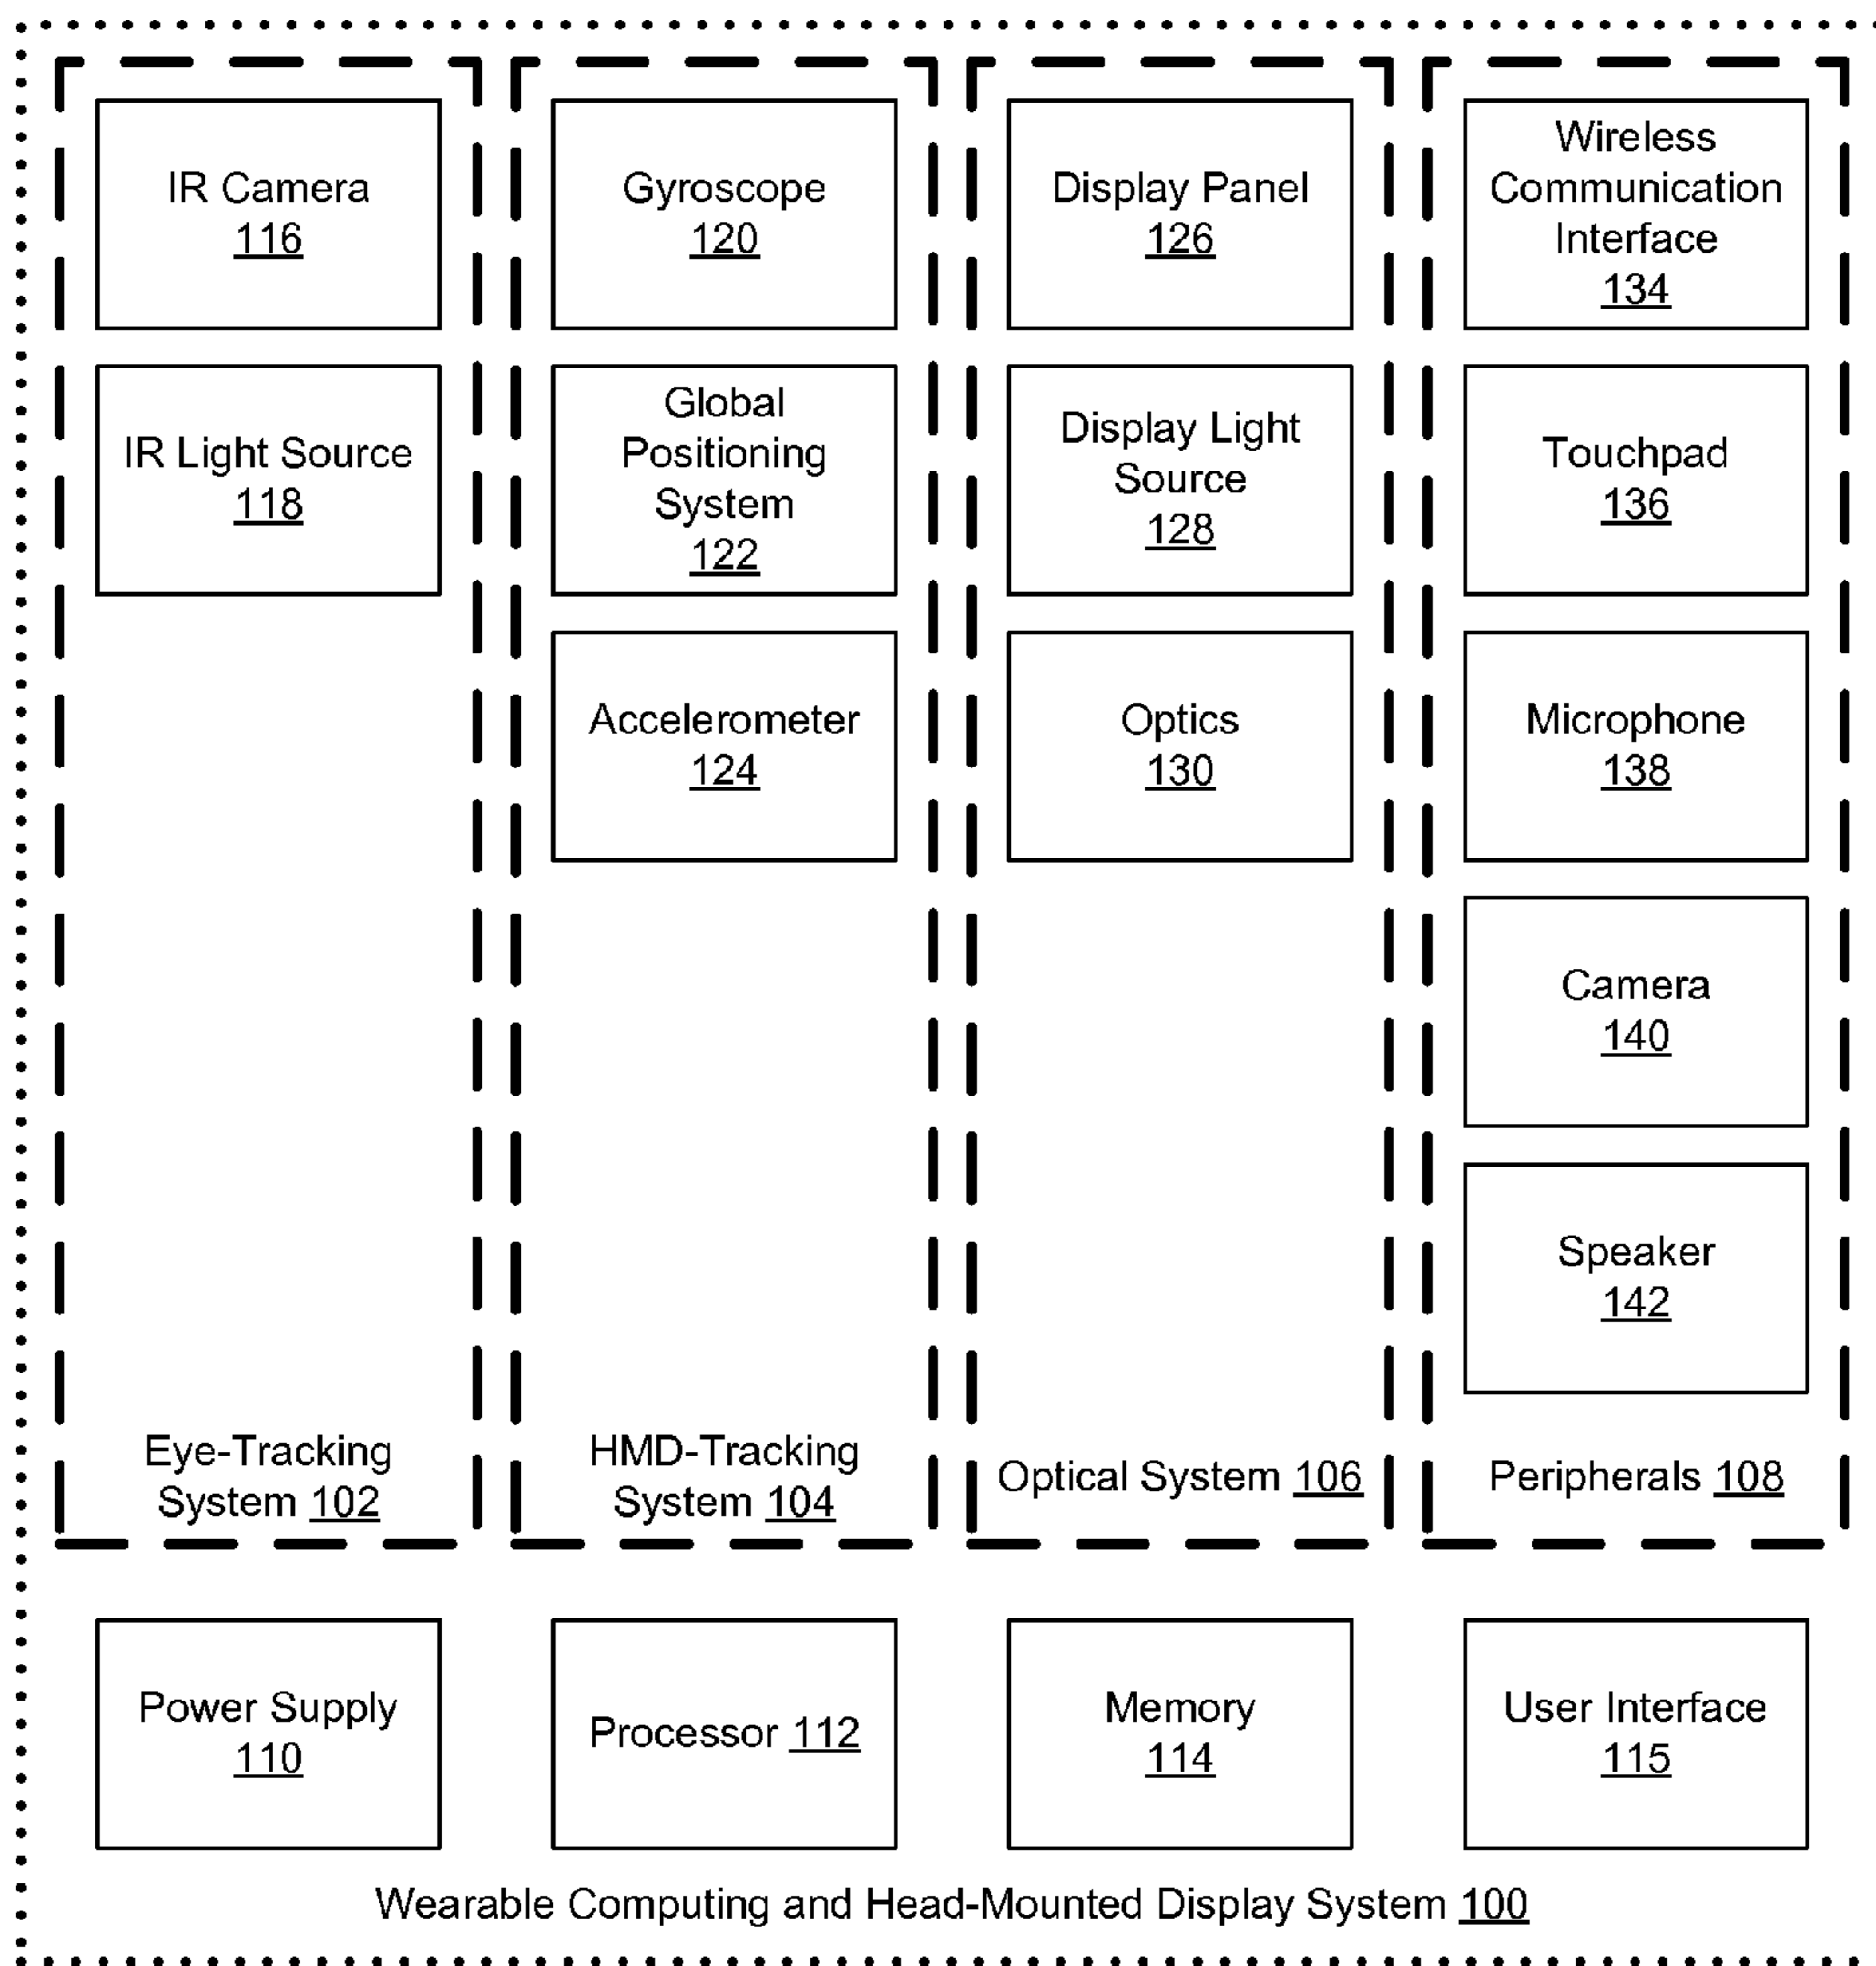 IR Camera
116
IR Light Source
118
Eye-Tracking
System 102
Gyroscope
120
Global
Positioning
System
122
Accelerometer
124
HMD-Tracking
System 104
Display Panel
126
Display Light
Source
128
Optics
130
Optical System 106
Wireless
Communication
Interface
134
Touchpad
136
Microphone
138
Camera
140
Speaker
142
Peripherals 108
Power Supply
110
Processor 112
Memory
114
User Interface
115
Wearable Computing and Head-Mounted Display System 100